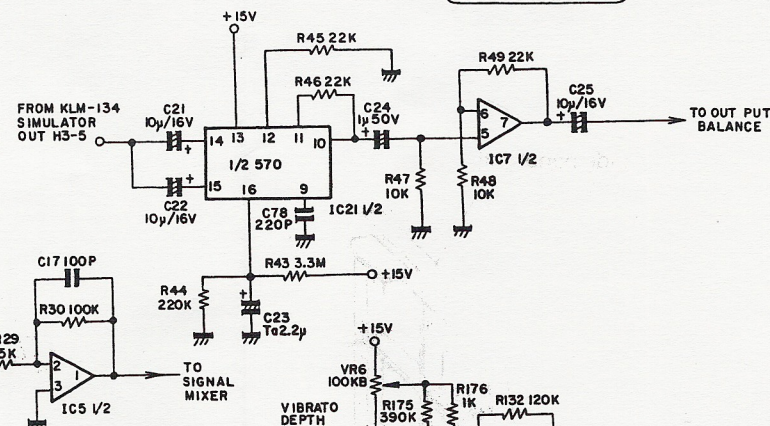 +15V
R45 22K
R49 22K
R46 22K
C25
10μ/16V
FROM KLM-134
SIMULATOR
OUT H3-5
C21
10μ/16V
C24
1μ 50V
+
+
6
7
5
+
TO OUT PUT
BALANCE
14
13
12
11
10
+
1/2 570
IC7 1/2
15
+
16
9
R47
10K
R48
10K
C22
10μ/16V
C78
220P
IC21 1/2
C17 100P
R43 3.3M
+15V
R44
220K
+
C23
Ta2.2μ
R30 100K
+15V
2
1
3
TO
SIGNAL
MIXER
VR6
100KB
R176
1K
R132 120K
IC5 1/2
VIBRATO
DEPTH
R175
390K